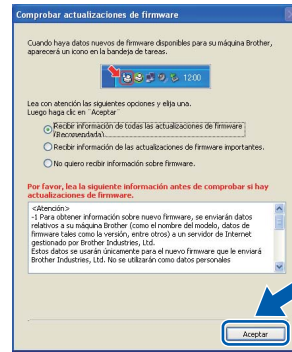 Comprobar actualizaciones de firmware
Cuando haya datos nuevos de firmware disponibles para su máquina Brother,
aparecerá un icono en la bandeja de tareas.
1200
Lea con atención las siguientes opciones y elija una.
Luego haga clic en "Aceptar"
Recibir información de todas las actualizaciones de firmware
(Recomendada)
Recibir información de las actualizaciones de firmware importantes.
No quiero recibir información sobre firmware.
Por favor, lea la siguiente información antes de comprobar si hay
actualizaciones de firmware.
<Atención>
-1 Para obtener información sobre nuevo firmware, se enviarán datos
relativos a su máquina Brother (como el nombre del modelo, datos de
firmware tales como la versión, entre otros) a un servidor de Internet
gestionado por Brother Industries, Ltd.
Estos datos se usarán únicamente para el nuevo firmware que le enviará
Brother Industries, Ltd. No se utilizarán como datos personales
Aceptar